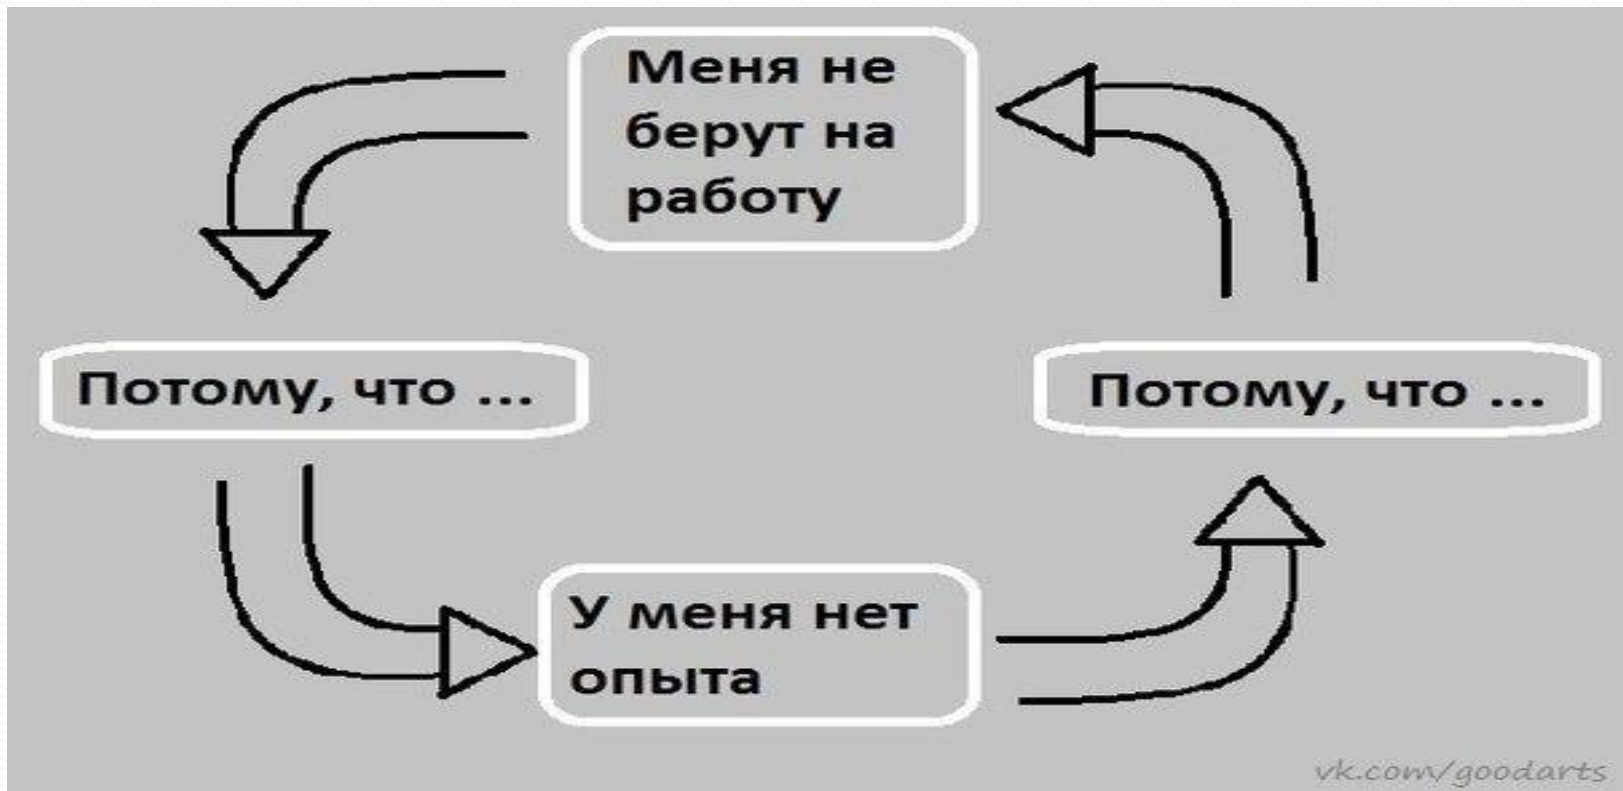 Меня не
берут на
работу
Потому, что ...
Потому, что ...
У меня нет
опыта
vk.com/goodarts